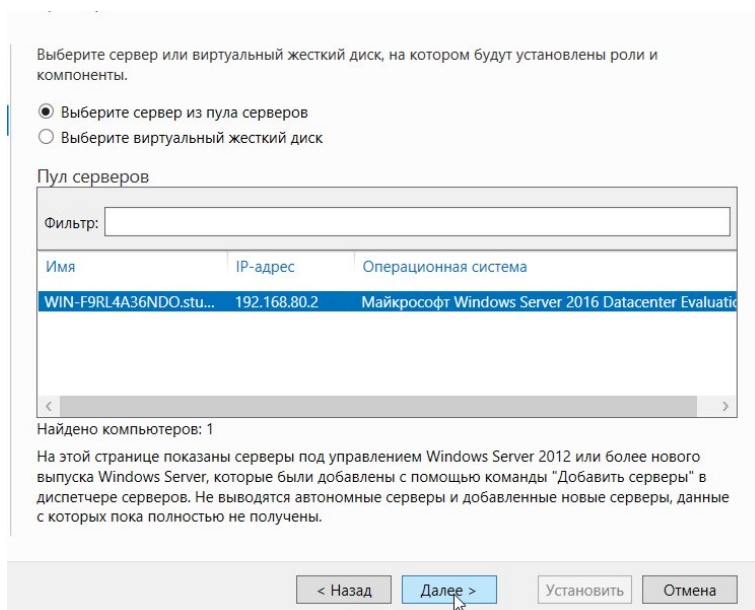 Выберите сервер или виртуальный жесткий диск, на котором будут установлены роли и
компоненты.
Выберите сервер из пула серверов
Выберите виртуальный жесткий диск
Пул серверов
Фильтр:
Имя IP-адрес Операционная система
WIN-F9RL4A36NDO.stu... 192.168.80.2 Майкрософт Windows Server 2016 Datacenter Evaluatic
Найдено компьютеров: 1
На этой странице показаны серверы под управлением Windows Server 2012 или более нового
выпуска Windows Server, которые были добавлены с помощью команды "Добавить серверы" в
диспетчере серверов. Не выводятся автономные серверы и добавленные новые серверы, данные
с которых пока полностью не получены.
< Назад Далее > Установить Отмена